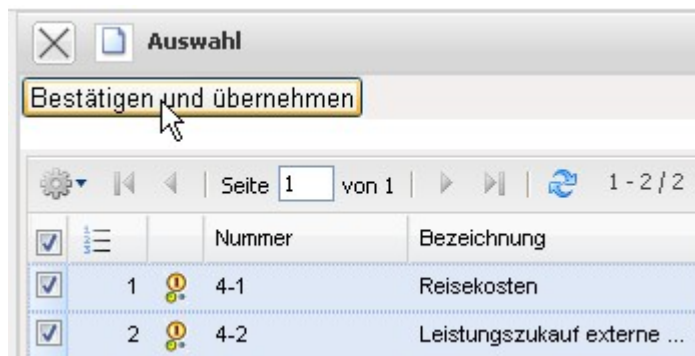 Auswahl
Bestätigen und übernehmen
Seite 1 von 1 1 - 2 / 2
Nummer Bezeichnung
1 4-1 Reisekosten
2 4-2 Leistungszukauf externe ...